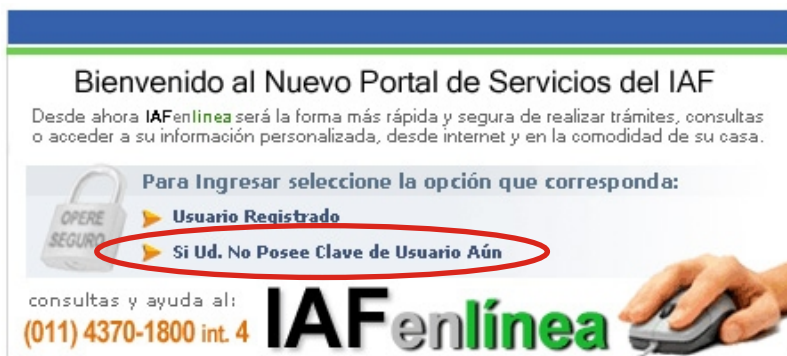 Bienvenido al Nuevo Portal de Servicios del IAF
Desde ahora IAFenlinea será la forma más rápida y segura de realizar trámites, consultas
o acceder a su información personalizada, desde internet y en la comodidad de su casa.
Para Ingresar seleccione la opción que corresponda:
OPERE
SEGURO
Usuario Registrado
Si Ud. No Posee Clave de Usuario Aún
consultas y ayuda al:
(011) 4370-1800 int. 4
IAFenlínea